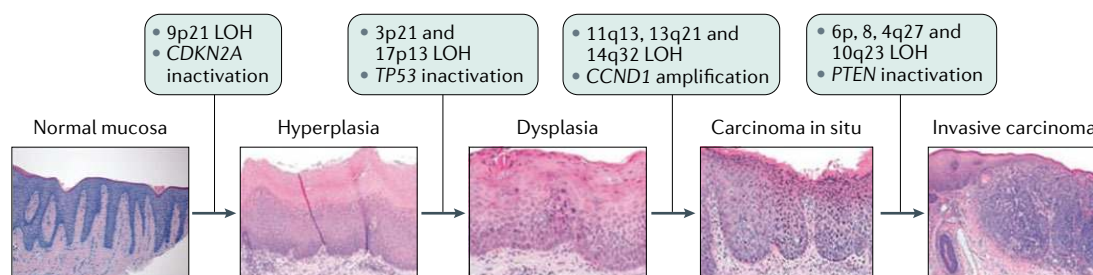 • 9p21 LOH
• CDKN2A
inactivation
• 3p21 and
17p13 LOH
• TP53 inactivation
• 11q13, 13q21 and
14q32 LOH
• CCND1 amplification
• 6p, 8, 4q27 and
10q23 LOH
• PTEN inactivation
Normal mucosa
Hyperplasia
Dysplasia
Carcinoma in situ
Invasive carcinoma